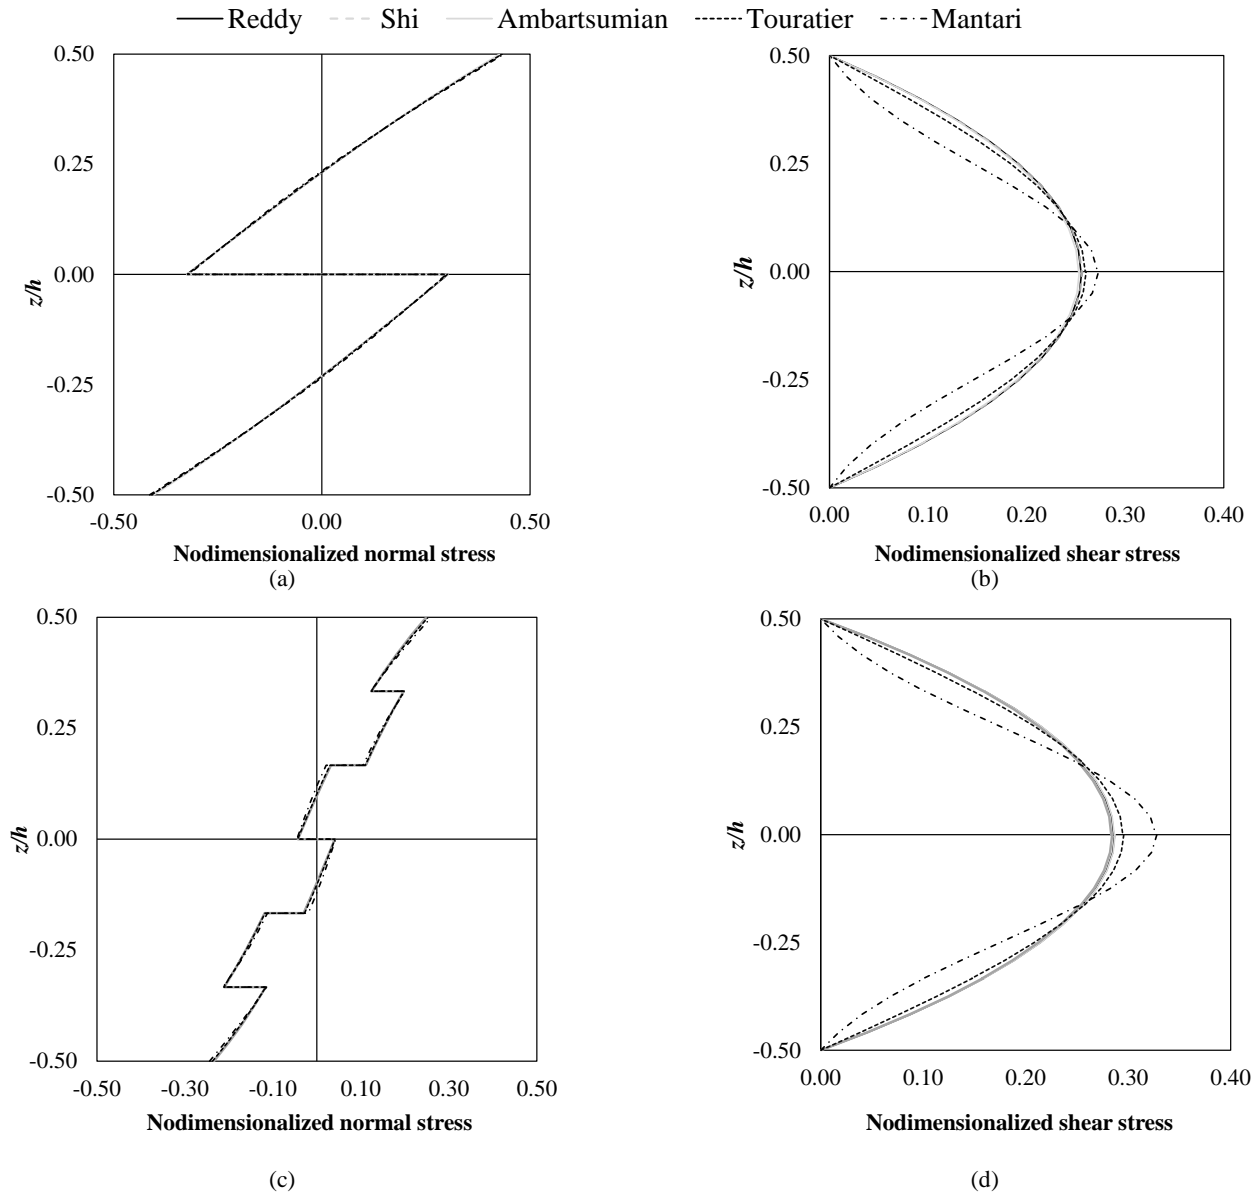 Reddy Shi Ambartsumian Touratier Mantari
0.50
0.25
0.00
-0.25
-0.50
z/h
-0.50 0.00 0.50
Nodimensionalized normal stress
(a)
0.50
0.25
0.00
-0.25
-0.50
z/h
0.00 0.10 0.20 0.30 0.40
Nodimensionalized shear stress
(b)
0.50
0.25
0.00
-0.25
-0.50
z/h
-0.50 -0.30 -0.10 0.10 0.30 0.50
Nodimensionalized normal stress
(c)
0.50
0.25
0.00
-0.25
-0.50
z/h
0.00 0.10 0.20 0.30 0.40
Nodimensionalized shear stress
(d)